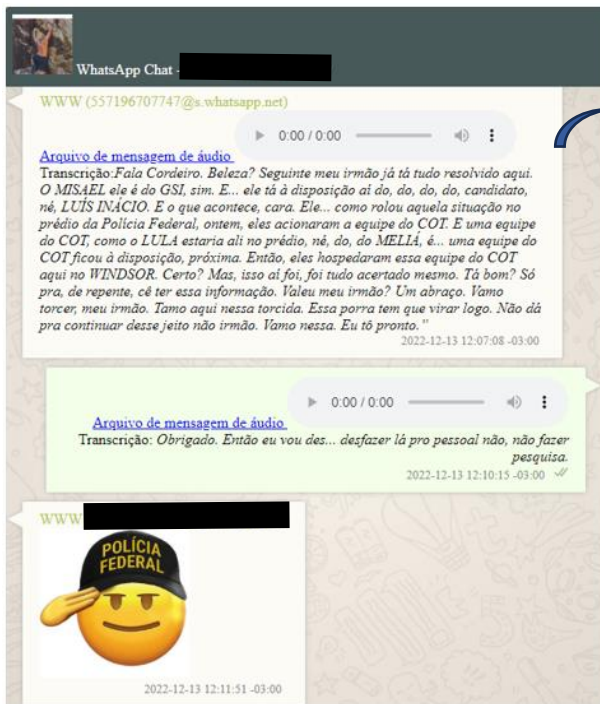 WhatsApp Chat -
WWW (557196707747@s.whatsapp.net)
0:00 / 0:00
Arquivo de mensagem de áudio
Transcrição:Fala Cordeiro. Beleza? Seguinte meu irmão já tá tudo resolvido aqui.
O MISAEL ele é do GSI, sim. E... ele tá à disposição aí do, do, do, do, candidato,
né, LUÍS INÁCIO. E o que acontece, cara. Ele... como rolou aquela situação no
prédio da Polícia Federal, ontem, eles acionaram a equipe do COT. E uma equipe
do COT, como o LULA estaria ali no prédio, né, do, do MELIÁ, é... uma equipe do
COT ficou à disposição, próxima. Então, eles hospedaram essa equipe do COT
aqui no WINDSOR. Certo? Mas, isso aí foi, foi tudo acertado mesmo. Tá bom? Só
pra, de repente, cê ter essa informação. Valeu meu irmão? Um abraço. Vamo
torcer, meu irmão. Tamo aqui nessa torcida. Essa porra tem que virar logo. Não dá
pra continuar desse jeito não irmão. Vamo nessa. Eu tô pronto."
2022-12-13 12:07:08 -03:00
0:00 / 0:00
Arquivo de mensagem de áudio
Transcrição: Obrigado. Então eu vou des... desfazer lá pro pessoal não, não fazer
pesquisa.
2022-12-13 12:10:15 -03:00
WWW
POLÍCIA
FEDERAL
2022-12-13 12:11:51 -03:00